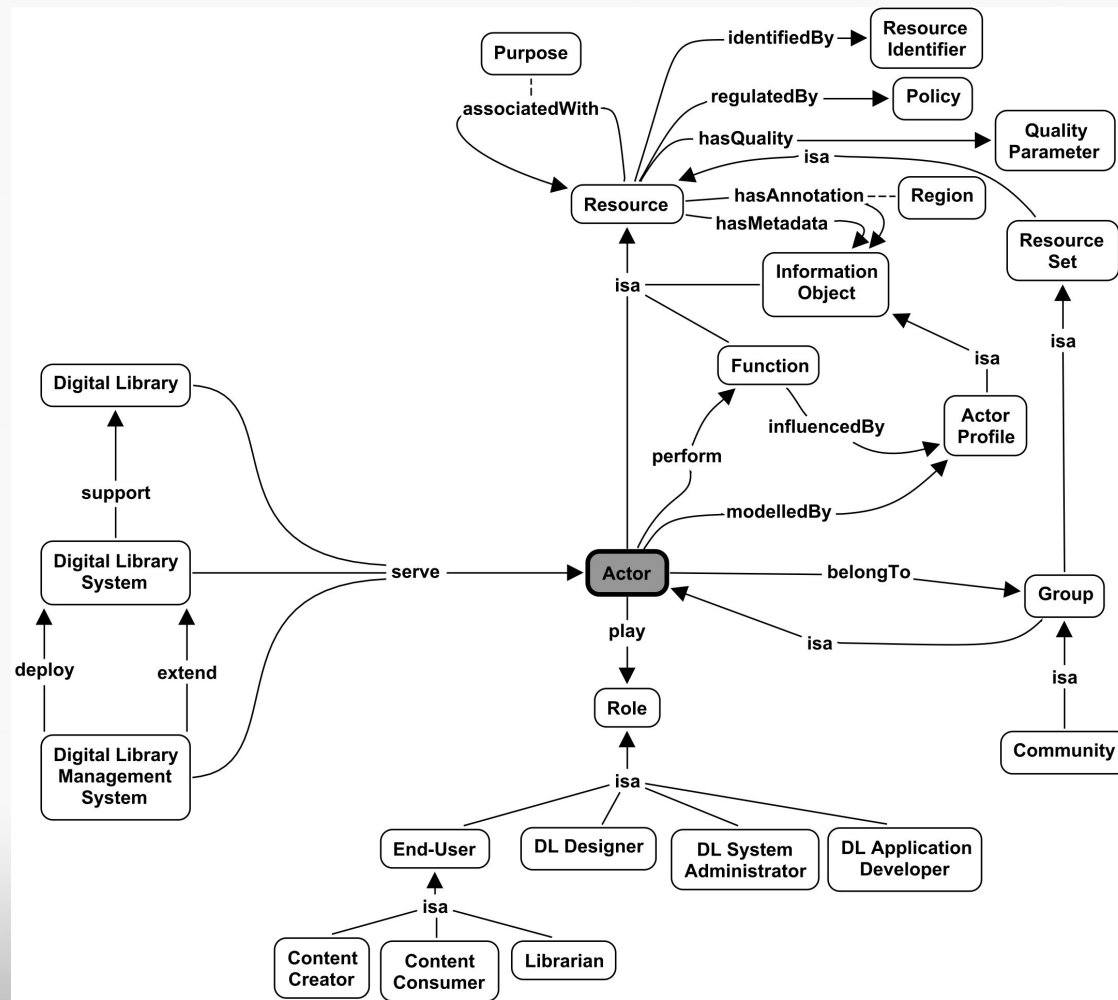 identifiedBy
Resource
Identifier
Purpose
regulatedBy
Policy
associatedWith
hasQuality
Quality
Parameter
isa
Resource
hasAnnotation
Region
hasMetadata
Resource
Set
Information
Object
isa
isa
Function
isa
Digital Library
influencedBy
Actor
Profile
perform
support
modelledBy
Digital Library
System
serve
Actor
belongTo
Group
play
isa
deploy
extend
isa
Role
Digital Library
Management
System
Community
isa
End-User
DL Designer
DL System
Administrator
DL Application
Developer
isa
Content
Creator
Content
Consumer
Librarian